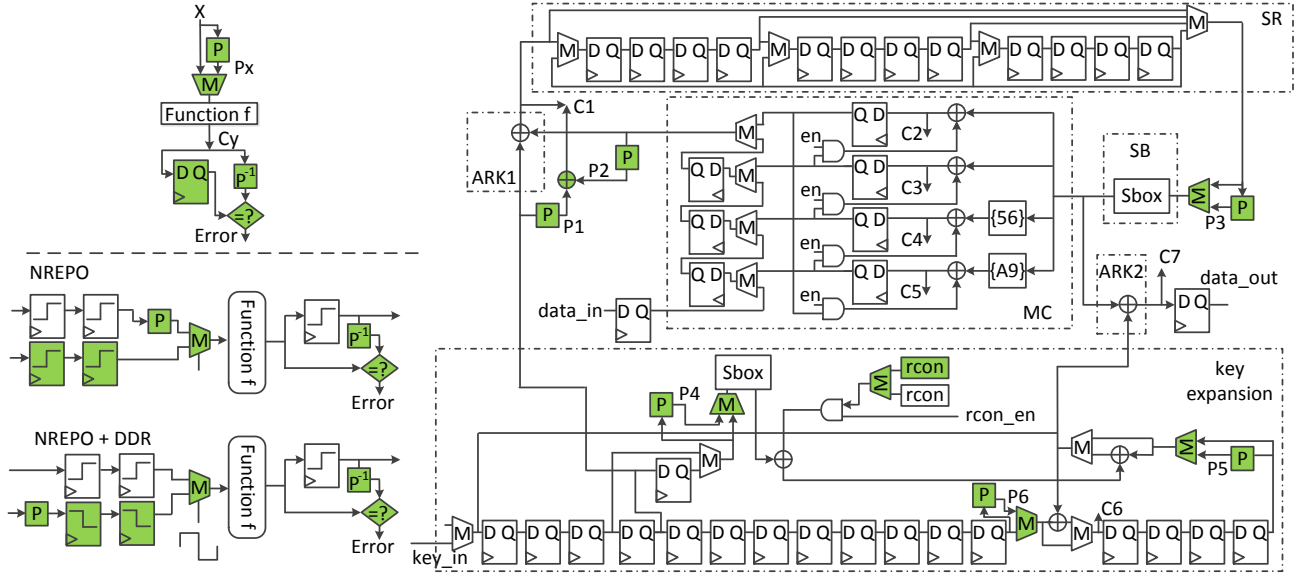 X
P
Px
M
Function f
Cy
D Q
P-1
=?
Error
NREPO
P
M
Function f
P-1
=?
Error
NREPO + DDR
P
M
Function f
P-1
=?
Error
SR
M
M D Q D Q D Q D Q M D Q D Q D Q D Q M D Q D Q D Q D Q
C1
ARK1
P2
P
P
P1
M
Q D
C2
en
Q D
M
Q D
C3
en
Q D
M
Q D
C4
{56}
en
Q D
M
Q D
C5
{A9}
en
MC
data_in
D Q
SB
Sbox
M
P
P3
ARK2
C7
D Q
data_out
key
expansion
Sbox
M
rcon
rcon
rcon_en
P
P4
M
D Q
M
M
P
P5
M
P
P6
M
M
C6
key_in
D Q D Q D Q D Q D Q D Q D Q D Q D Q D Q D Q D Q
D Q D Q D Q D Q